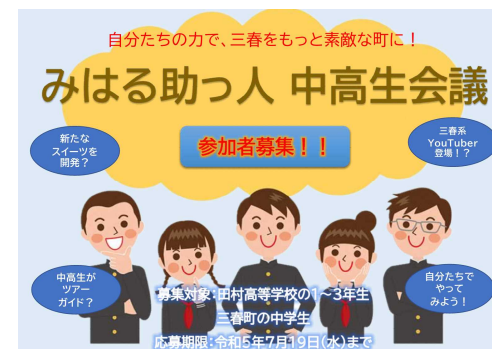 自分たちの力で、三春をもっと素敵な町に！
みはる助っ人 中高生会議
参加者募集！！
新たな
スイーツを
開発？
三春系
YouTuber
登場！？
中高生が
ツアー
ガイド？
自分たちで
やって
みよう！
募集対象：田村高等学校の1～3年生
三春町の中学生
応募期限：令和5年7月19日（水）まで